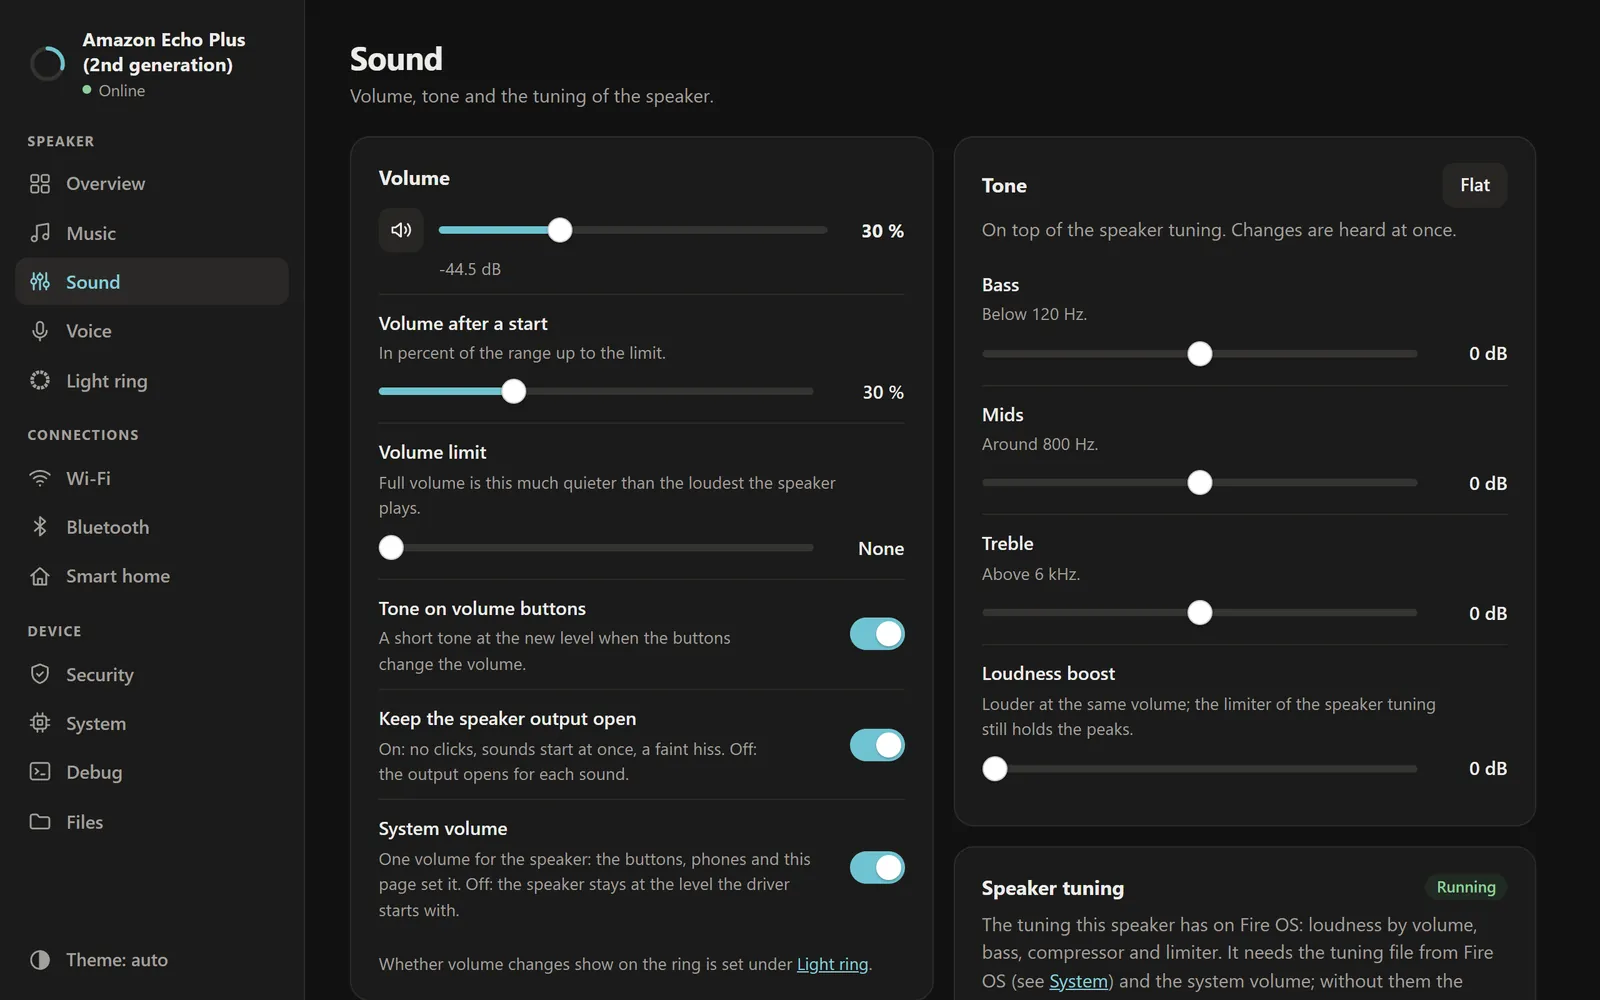 Amazon Echo Plus
(2nd generation)
Online
SPEAKER
Overview
Music
Sound
Voice
Light ring
CONNECTIONS
Wi-Fi
Bluetooth
Smart home
DEVICE
Security
System
Debug
Files
Theme: auto
Sound
Volume, tone and the tuning of the speaker.
Volume
30 %
-44.5 dB
Volume after a start
In percent of the range up to the limit.
30 %
Volume limit
Full volume is this much quieter than the loudest the speaker
plays.
None
Tone on volume buttons
A short tone at the new level when the buttons
change the volume.
Keep the speaker output open
On: no clicks, sounds start at once, a faint hiss. Off:
the output opens for each sound.
System volume
One volume for the speaker: the buttons, phones and this
page set it. Off: the speaker stays at the level the driver
starts with.
Whether volume changes show on the ring is set under Light ring.
Tone
Flat
On top of the speaker tuning. Changes are heard at once.
Bass
Below 120 Hz.
0 dB
Mids
Around 800 Hz.
0 dB
Treble
Above 6 kHz.
0 dB
Loudness boost
Louder at the same volume; the limiter of the speaker tuning
still holds the peaks.
0 dB
Speaker tuning
Running
The tuning this speaker has on Fire OS: loudness by volume,
bass, compressor and limiter. It needs the tuning file from Fire
OS (see System) and the system volume; without them the